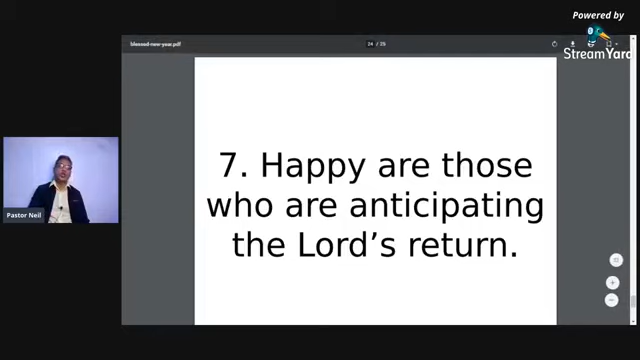 Powered by
StreamYard
blessed-new-year.pdf
24 / 25
7. Happy are those
who are anticipating
the Lord's return.
Pastor Neil